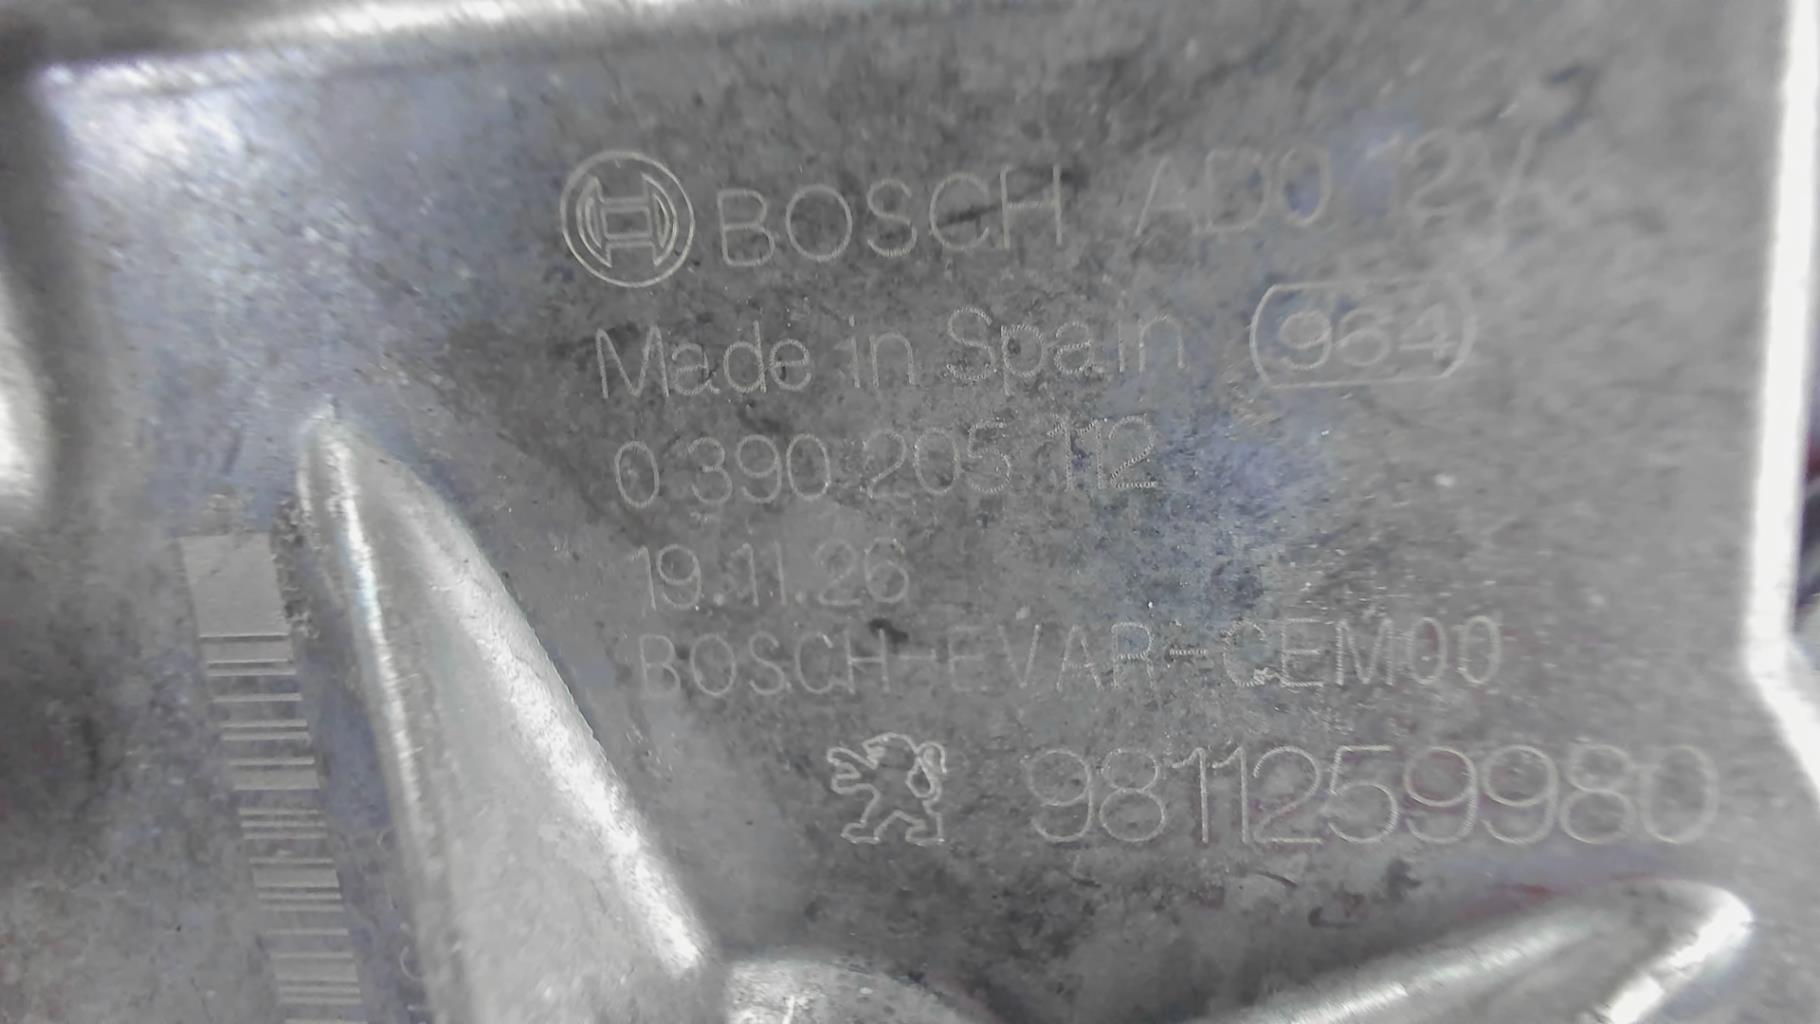 BOSCH AD0 12V
Made in Spain 964
0 390 205 112
19.11.26
BOSCH-EVAR-CEM00
9811259980